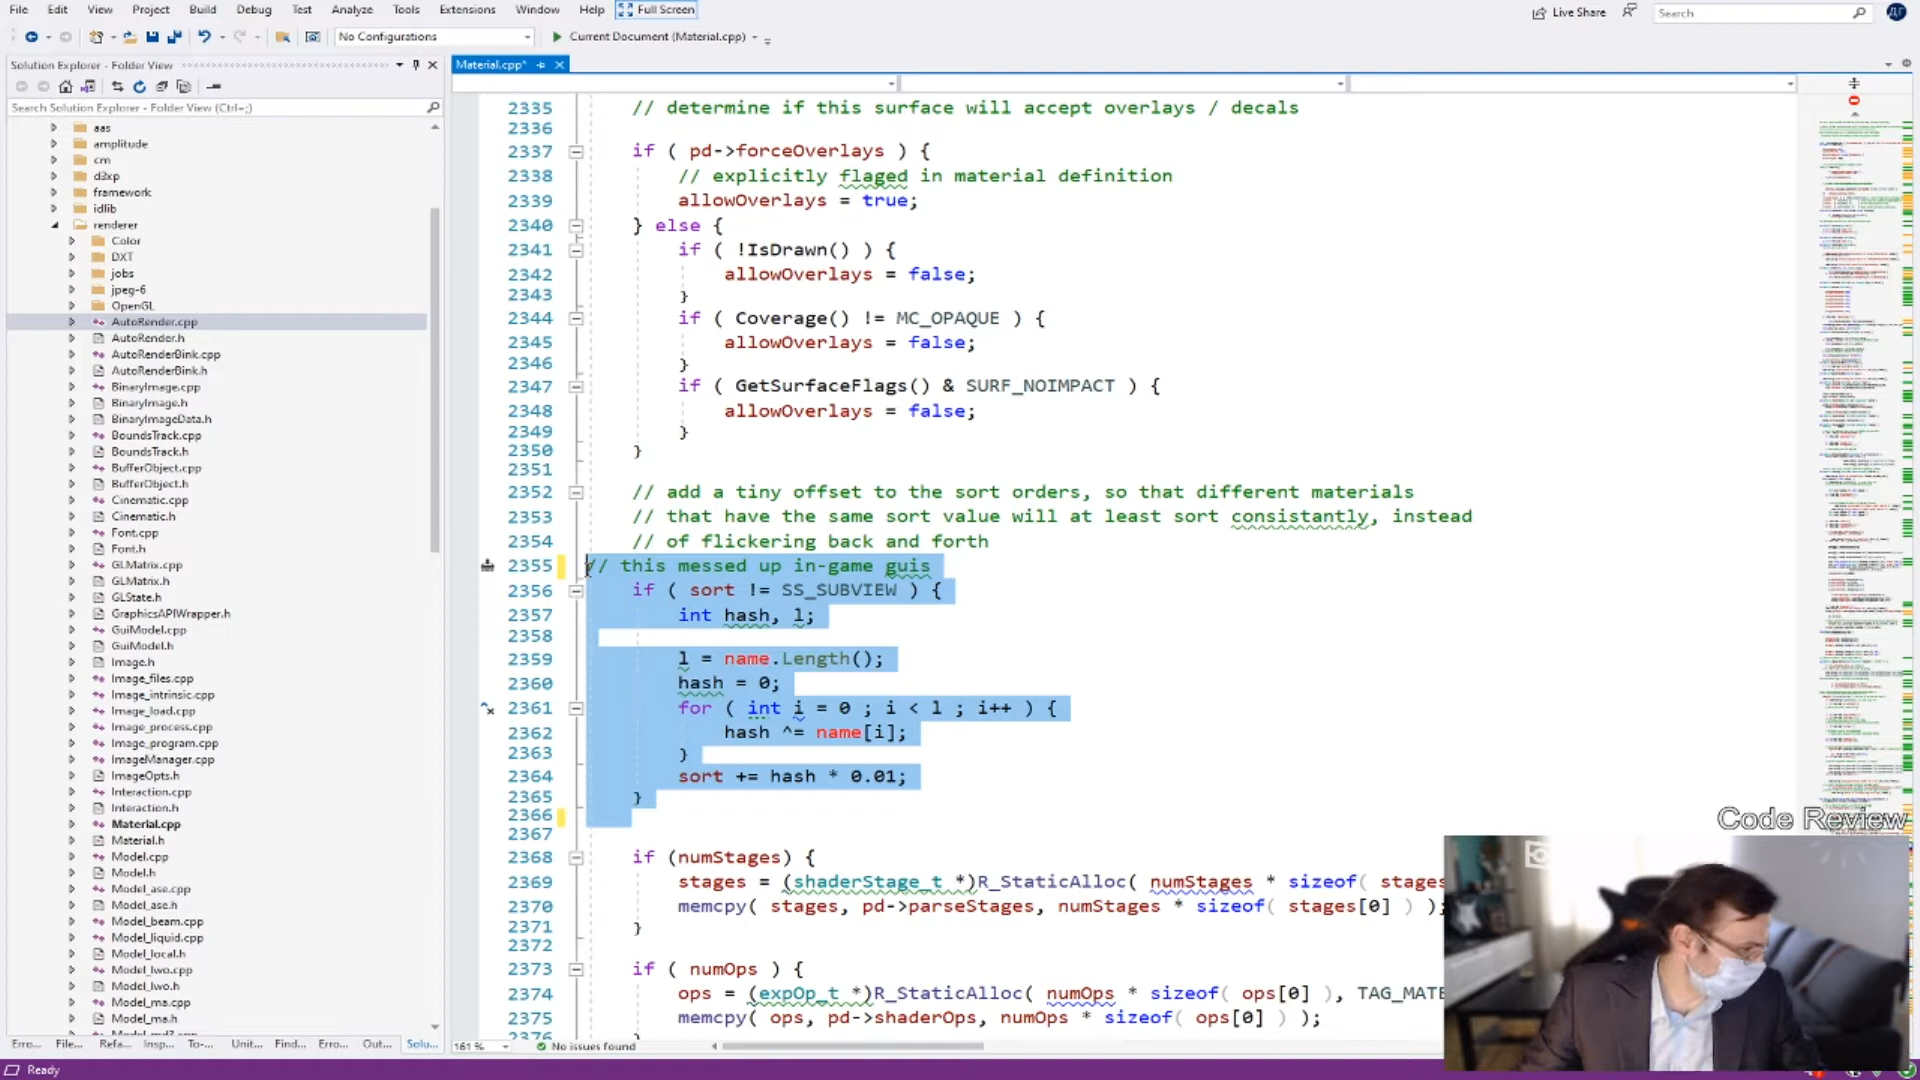 File Edit View Project Build Debug Test Analyze Tools Extensions Window Help Full Screen Live Share Search ДГ
No Configurations Current Document (Material.cpp)
Solution Explorer - Folder View
Search Solution Explorer - Folder View (Ctrl+;)
aas
amplitude
cm
d3xp
framework
idlib
renderer
Color
DXT
jobs
jpeg-6
OpenGL
AutoRender.cpp
AutoRender.h
AutoRenderBink.cpp
AutoRenderBink.h
BinaryImage.cpp
BinaryImage.h
BinaryImageData.h
BoundsTrack.cpp
BoundsTrack.h
BufferObject.cpp
BufferObject.h
Cinematic.cpp
Cinematic.h
Font.cpp
Font.h
GLMatrix.cpp
GLMatrix.h
GLState.h
GraphicsAPIWrapper.h
GuiModel.cpp
GuiModel.h
Image.h
Image_files.cpp
Image_intrinsic.cpp
Image_load.cpp
Image_process.cpp
Image_program.cpp
ImageManager.cpp
ImageOpts.h
Interaction.cpp
Interaction.h
Material.cpp
Material.h
Model.cpp
Model.h
Model_ase.cpp
Model_ase.h
Model_beam.cpp
Model_liquid.cpp
Model_local.h
Model_lwo.cpp
Model_lwo.h
Model_ma.cpp
Model_ma.h
Model_md3.cpp
Erro... File... Refa... Insp... To-... Unit... Find... Erro... Out... Solu...
Material.cpp*
2335 // determine if this surface will accept overlays / decals
2336
2337 if ( pd->forceOverlays ) {
2338 // explicitly flaged in material definition
2339 allowOverlays = true;
2340 } else {
2341 if ( !IsDrawn() ) {
2342 allowOverlays = false;
2343 }
2344 if ( Coverage() != MC_OPAQUE ) {
2345 allowOverlays = false;
2346 }
2347 if ( GetSurfaceFlags() & SURF_NOIMPACT ) {
2348 allowOverlays = false;
2349 }
2350 }
2351
2352 // add a tiny offset to the sort orders, so that different materials
2353 // that have the same sort value will at least sort consistantly, instead
2354 // of flickering back and forth
2355 // this messed up in-game guis
2356 if ( sort != SS_SUBVIEW ) {
2357 int hash, l;
2358
2359 l = name.Length();
2360 hash = 0;
2361 for ( int i = 0 ; i < l ; i++ ) {
2362 hash ^= name[i];
2363 }
2364 sort += hash * 0.01;
2365 }
2366
2367
2368 if (numStages) {
2369 stages = (shaderStage_t *)R_StaticAlloc( numStages * sizeof( stages
2370 memcpy( stages, pd->parseStages, numStages * sizeof( stages[0] ) );
2371 }
2372
2373 if ( numOps ) {
2374 ops = (expOp_t *)R_StaticAlloc( numOps * sizeof( ops[0] ), TAG_MATE
2375 memcpy( ops, pd->shaderOps, numOps * sizeof( ops[0] ) );
2376 }
161 % No issues found
Code Review
Ready